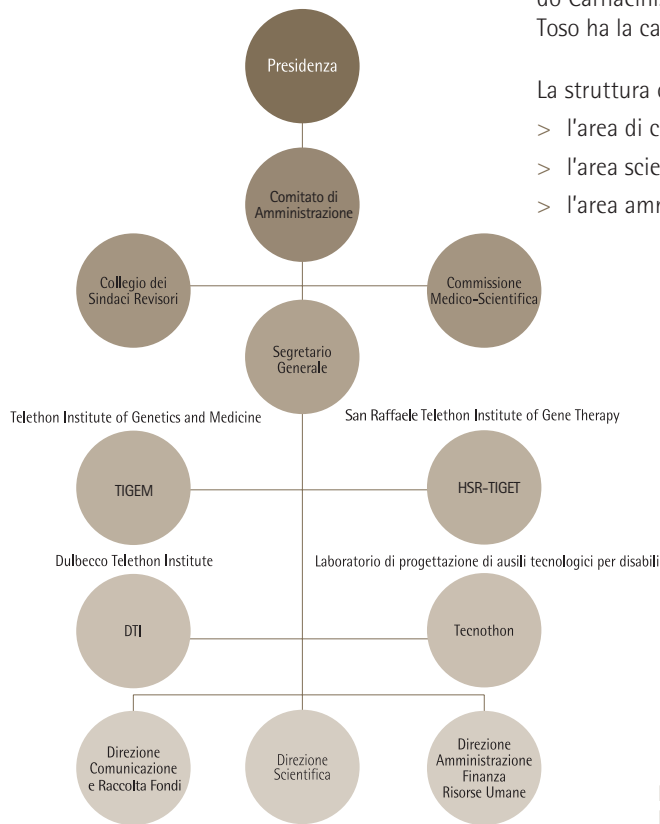 do Carnacini
Toso ha la ca
La struttura
> l'area di c
> l'area scie
> l'area amm
Presidenza
Comitato di
Amministrazione
Collegio dei
Sindaci Revisori
Commissione
Medico-Scientifica
Segretario
Generale
Telethon Institute of Genetics and Medicine
San Raffaele Telethon Institute of Gene Therapy
TIGEM
HSR-TIGET
Dulbecco Telethon Institute
Laboratorio di progettazione di ausili tecnologici per disabili
DTI
Tecnothon
Direzione
Comunicazione
e Raccolta Fondi
Direzione
Scientifica
Direzione
Amministrazione
Finanza
Risorse Umane